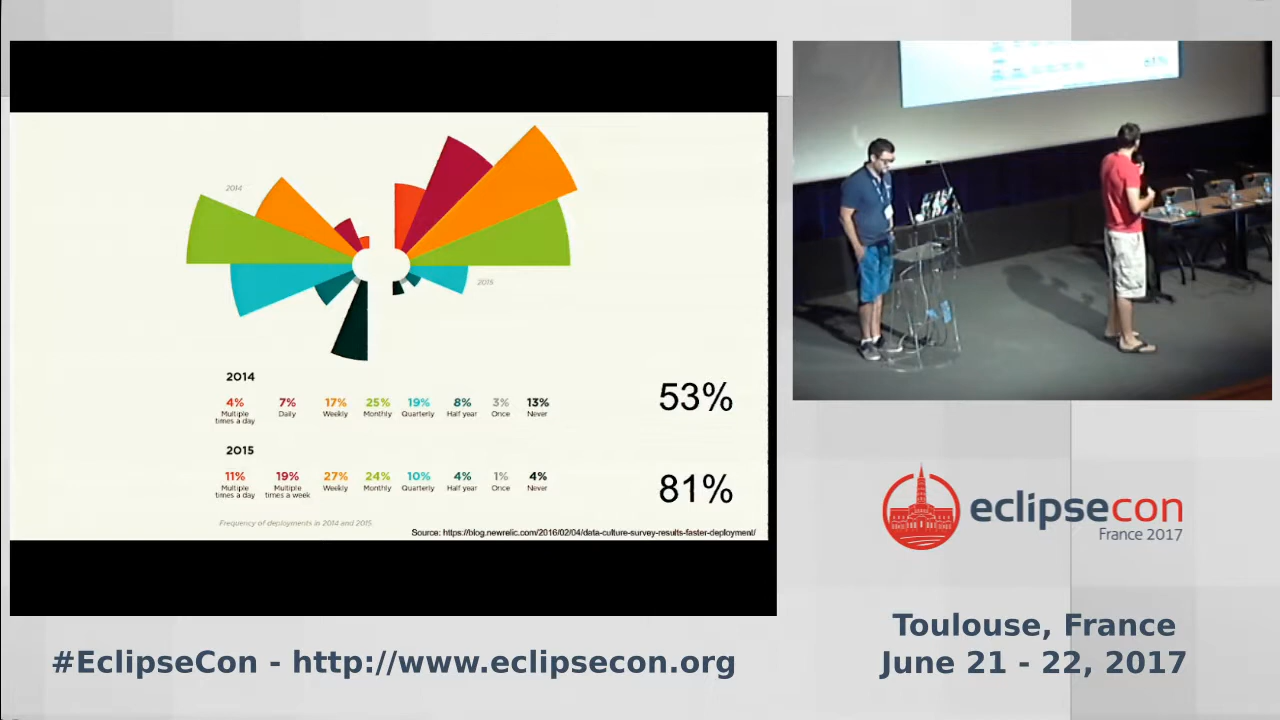 2014
2015
2014
4% 7% 17% 25% 19% 8% 3% 13%
Multiple times a day Daily Weekly Monthly Quarterly Half year Once Never
53%
2015
11% 19% 27% 24% 10% 4% 1% 4%
Multiple times a day Multiple times a week Weekly Monthly Quarterly Half year Once Never
81%
Frequency of deployments in 2014 and 2015
Source: https://blog.newrelic.com/2016/02/04/data-culture-survey-results-faster-deployment/
81%
eclipsecon
France 2017
Toulouse, France
June 21 - 22, 2017
#EclipseCon - http://www.eclipsecon.org